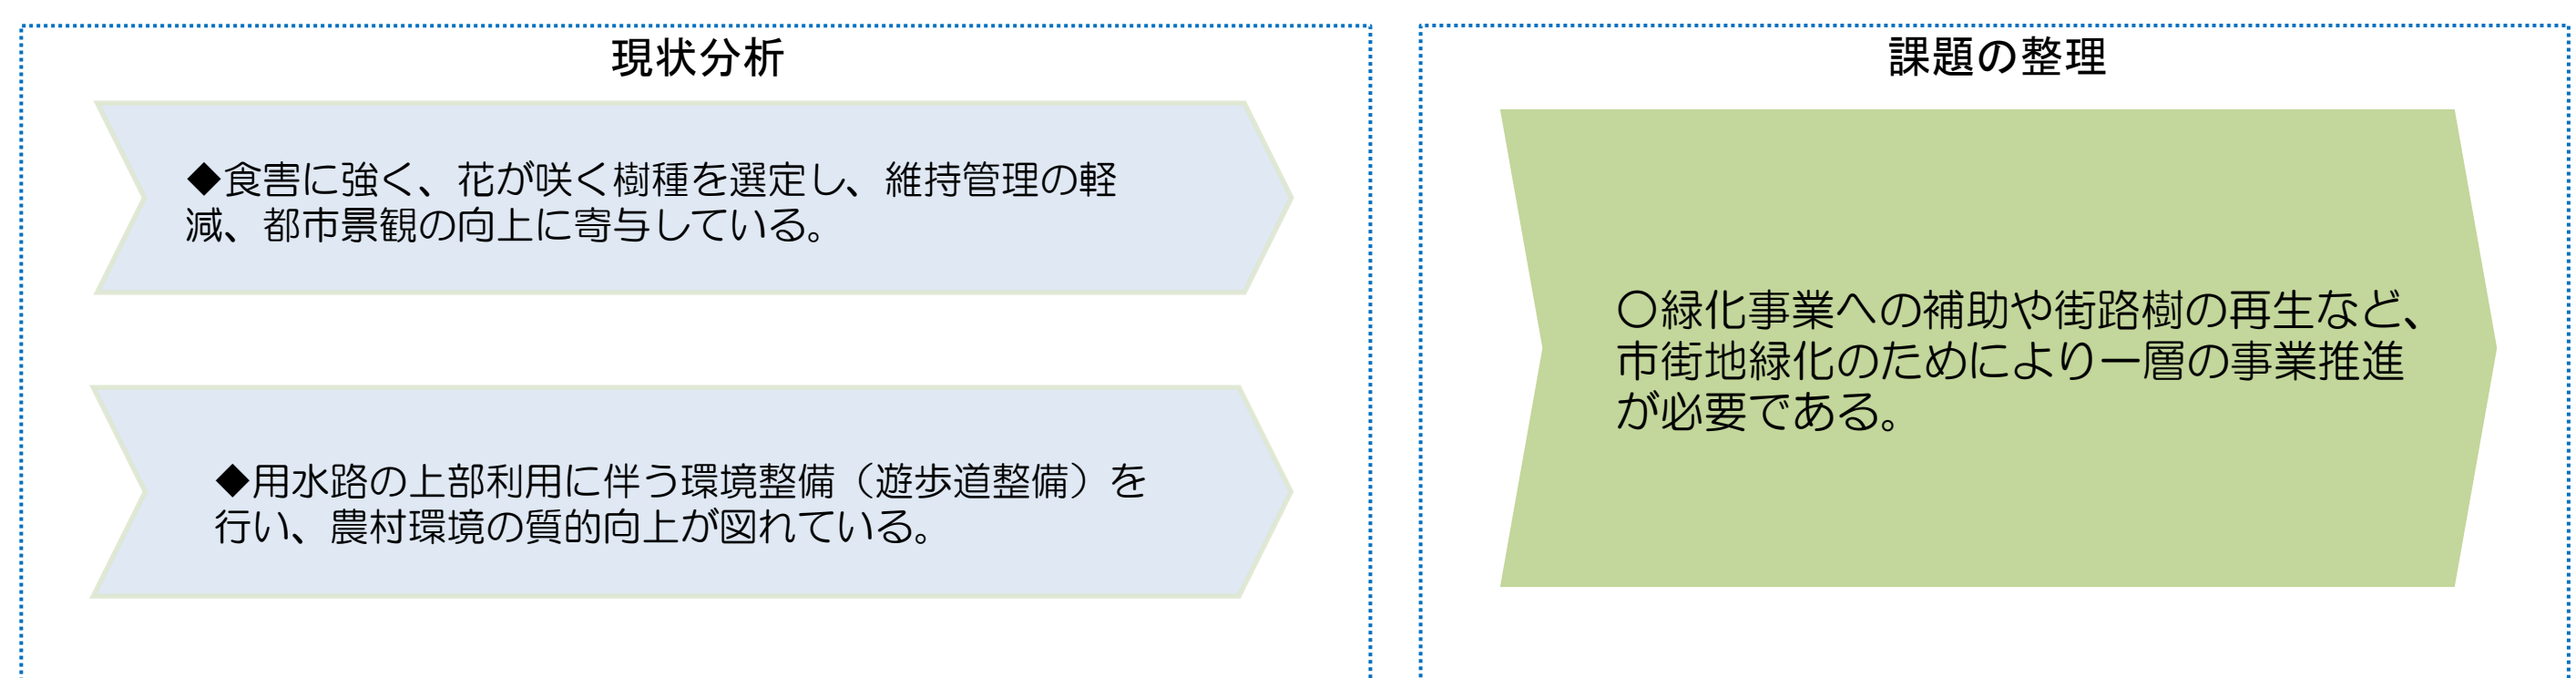 現状分析
◆食害に強く、花が咲く樹種を選定し、維持管理の軽
減、都市景観の向上に寄与している。
◆用水路の上部利用に伴う環境整備（遊歩道整備）を
行い、農村環境の質的向上が図れている。
課題の整理
〇緑化事業への補助や街路樹の再生など、
市街地緑化のためにより一層の事業推進
が必要である。